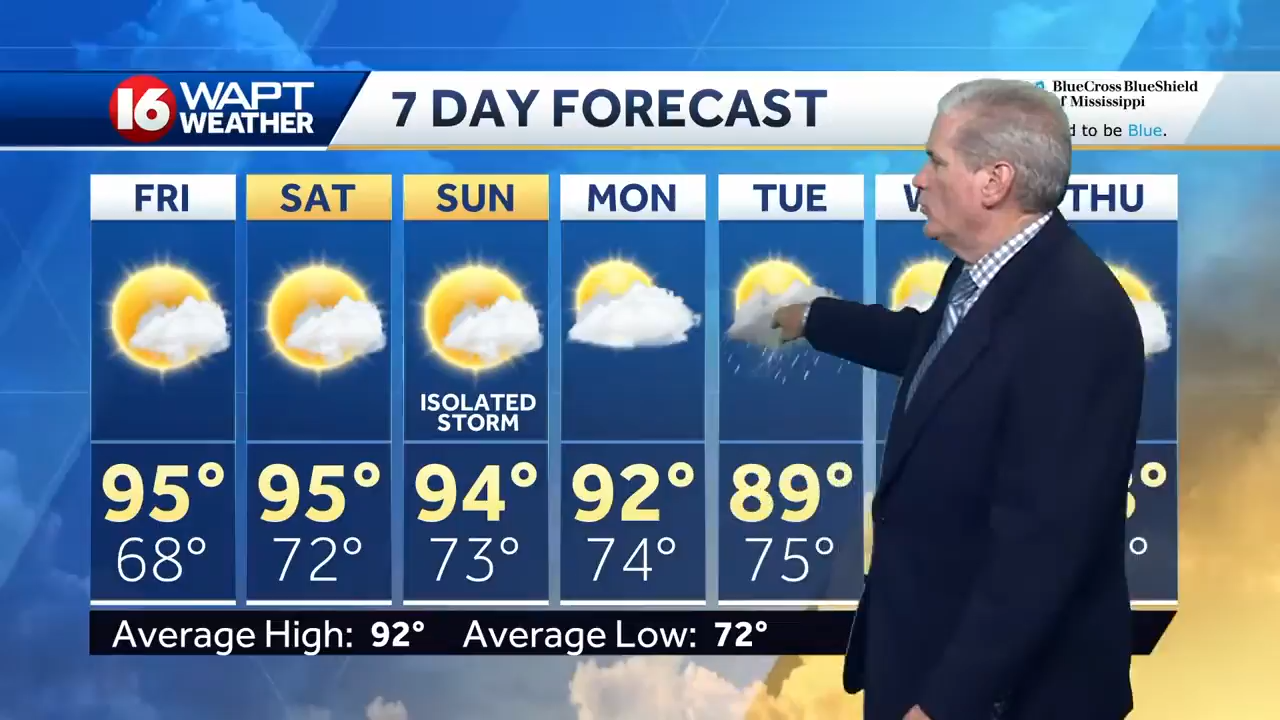 16 WAPT
WEATHER
7 DAY FORECAST
BlueCross BlueShield
f Mississippi
d to be Blue.
FRI SAT SUN MON TUE W THU
ISOLATED
STORM
95° 95° 94° 92° 89° °
68° 72° 73° 74° 75° °
Average High: 92° Average Low: 72°